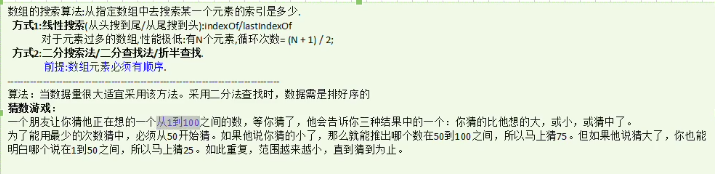 数组的搜索算法:从指定数组中去搜索某一个元素的索引是多少.
方式1:线性搜索(从头搜到尾/从尾搜到头):indexOf/lastIndexOf
对于元素过多的数组,性能极低:有N个元素,循环次数= (N + 1) / 2;
方式2:二分搜索法/二分查找法/折半查找.
前提:数组元素必须有顺序.
----------------------------------------------------------------------
算法：当数据量很大适宜采用该方法。采用二分法查找时，数据需是排好序的
猜数游戏：
一个朋友让你猜他正在想的一个从1到100之间的数，等你猜了，他会告诉你三种结果中的一个：你猜的比他想的大，或小，或猜中了。
为了能用最少的次数猜中，必须从50开始猜。如果他说你猜的小了，那么就能推出哪个数在50到100之间，所以马上猜75。但如果他说猜大了，你也能
明白哪个说在1到50之间，所以马上猜25。如此重复，范围越来越小，直到猜到为止。